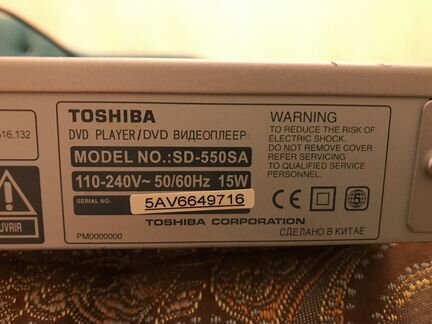 516,132
UVRIR
TOSHIBA
DVD PLAYER/DVD ВИДЕОПЛЕЕР
MODEL NO.:SD-550SA
110-240V~ 50/60Hz 15W
SERIAL NO. 5AV6649716
TOSHIBA CORPORATION
PM0000000
WARNING
TO REDUCE THE RISK OF
ELECTRIC SHOCK.
DO NOT REMOVE COVER.
REFER SERVICING
TO QUALIFIED SERVICE
PERSONNEL.
CE
СДЕЛАНО В КИТАЕ